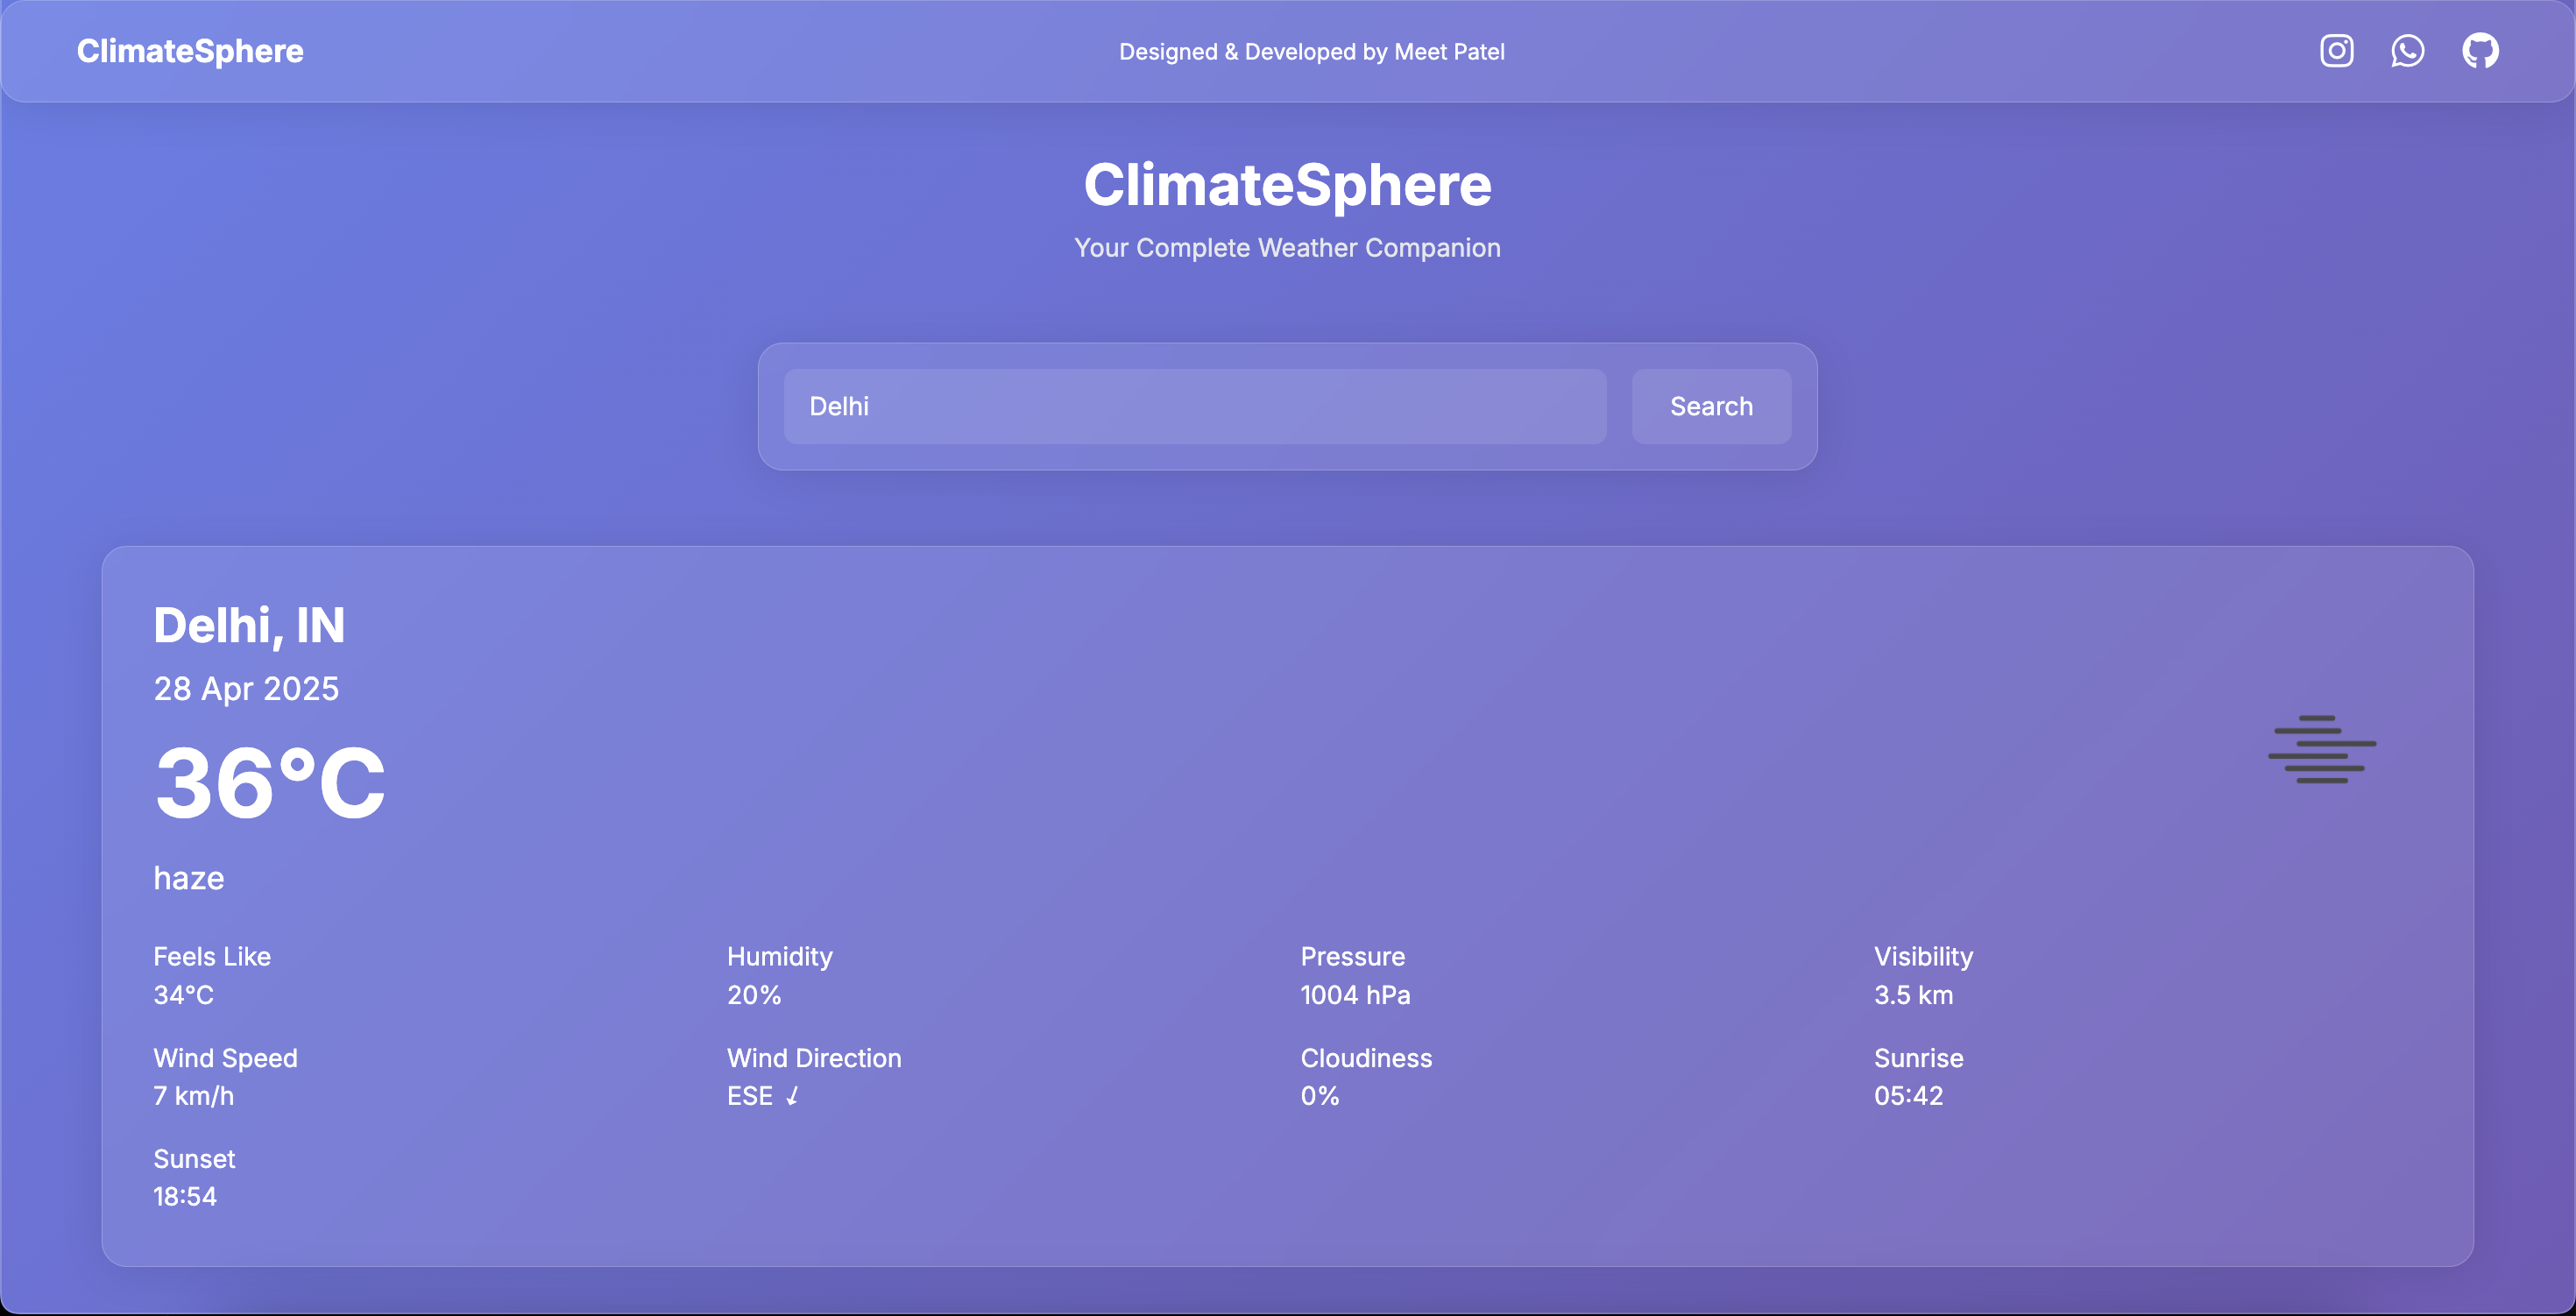 ClimateSphere
Designed & Developed by Meet Patel
ClimateSphere
Your Complete Weather Companion
Delhi
Search
Delhi, IN
28 Apr 2025
36°C
haze
Feels Like
34°C
Humidity
20%
Pressure
1004 hPa
Visibility
3.5 km
Wind Speed
7 km/h
Wind Direction
ESE ↓
Cloudiness
0%
Sunrise
05:42
Sunset
18:54